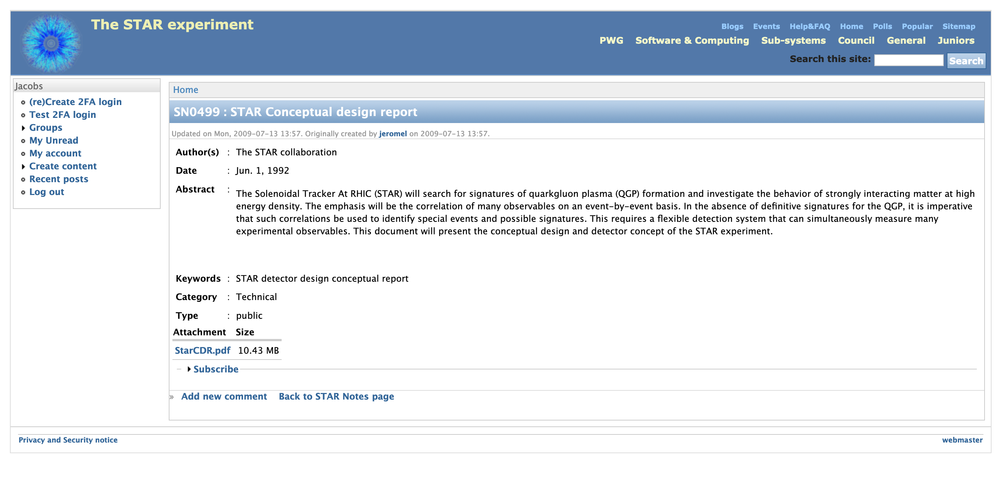 The STAR experiment
Blogs Events Help&FAQ Home Polls Popular Sitemap
PWG Software & Computing Sub-systems Council General Juniors
Search this site: Search
Jacobs
(re)Create 2FA login
Test 2FA login
Groups
My Unread
My account
Create content
Recent posts
Log out
Home
SN0499 : STAR Conceptual design report
Updated on Mon, 2009-07-13 13:57. Originally created by jeromel on 2009-07-13 13:57.
Author(s) : The STAR collaboration
Date : Jun. 1, 1992
Abstract : The Solenoidal Tracker At RHIC (STAR) will search for signatures of quarkgluon plasma (QGP) formation and investigate the behavior of strongly interacting matter at high
energy density. The emphasis will be the correlation of many observables on an event-by-event basis. In the absence of definitive signatures for the QGP, it is imperative
that such correlations be used to identify special events and possible signatures. This requires a flexible detection system that can simultaneously measure many
experimental observables. This document will present the conceptual design and detector concept of the STAR experiment.
Keywords : STAR detector design conceptual report
Category : Technical
Type : public
Attachment Size
StarCDR.pdf 10.43 MB
Subscribe
» Add new comment Back to STAR Notes page
Privacy and Security notice webmaster